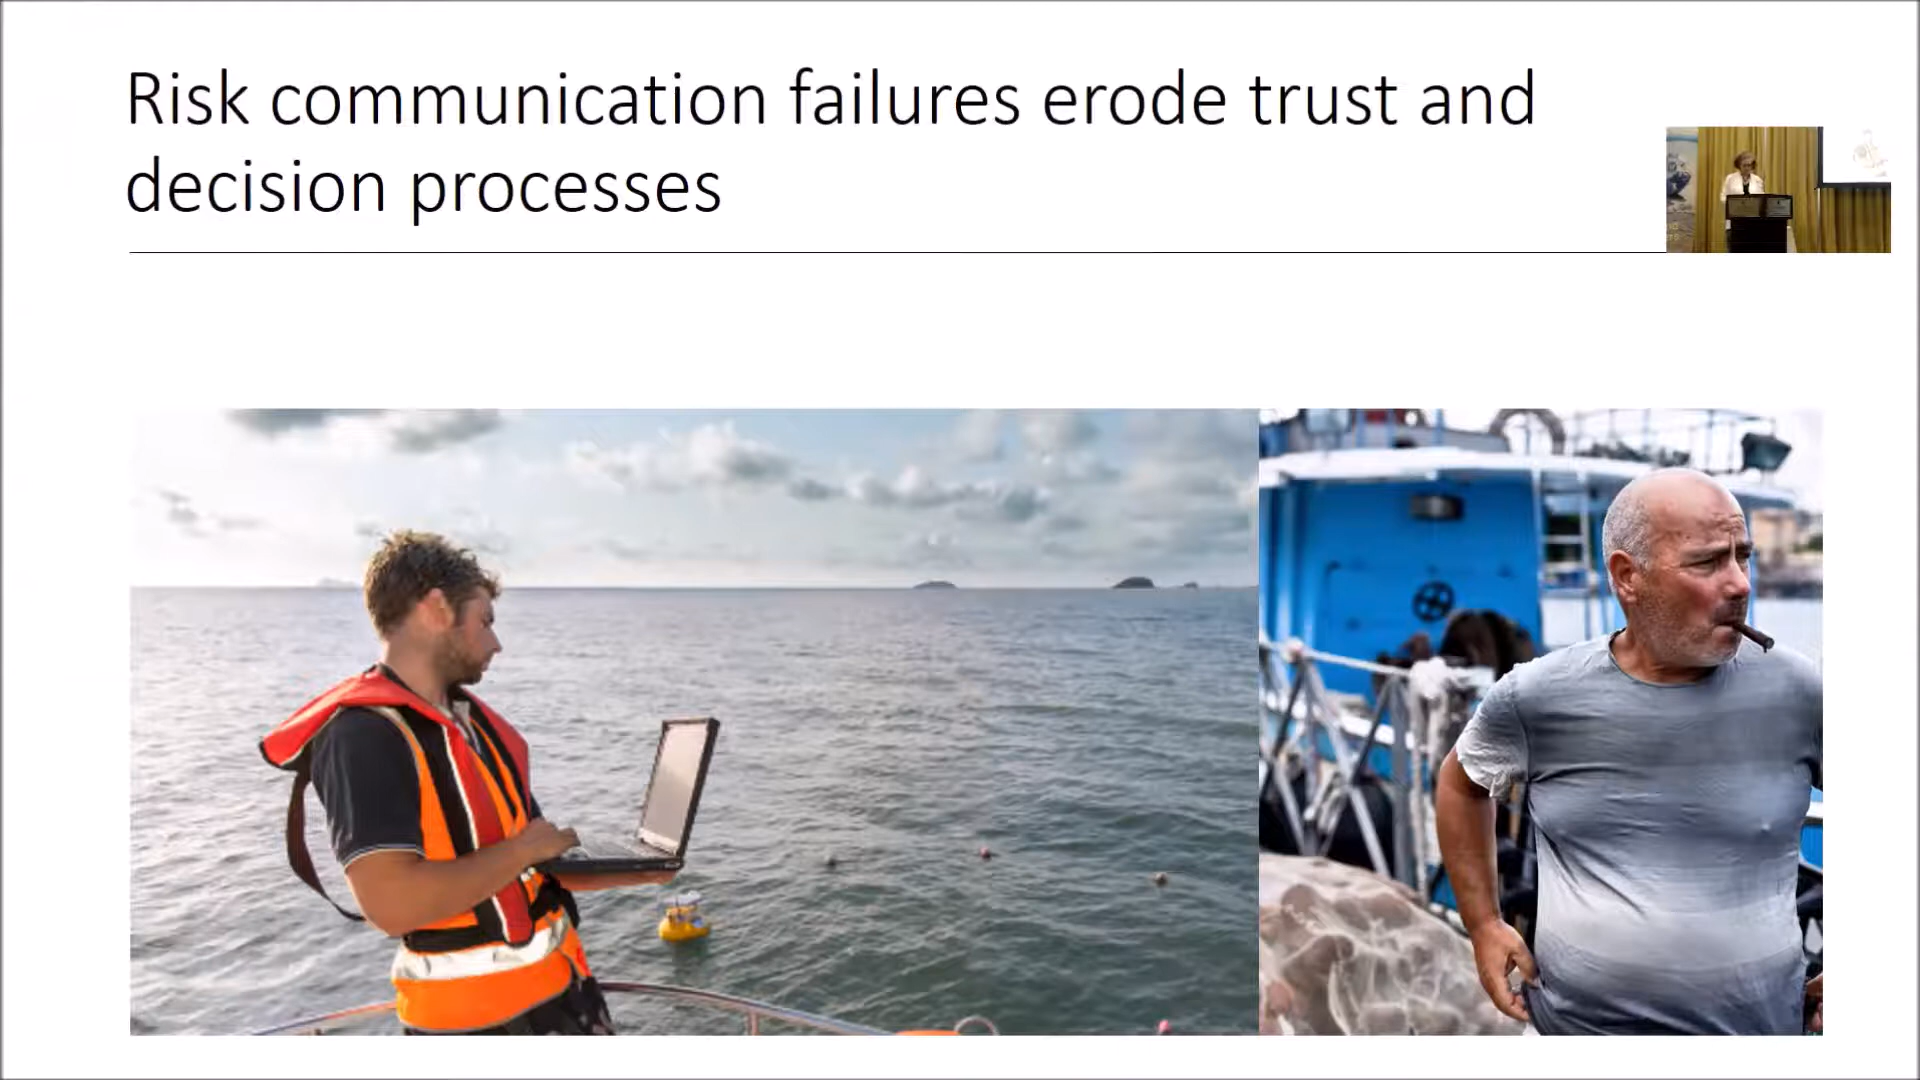 Risk communication failures erode trust and
decision processes